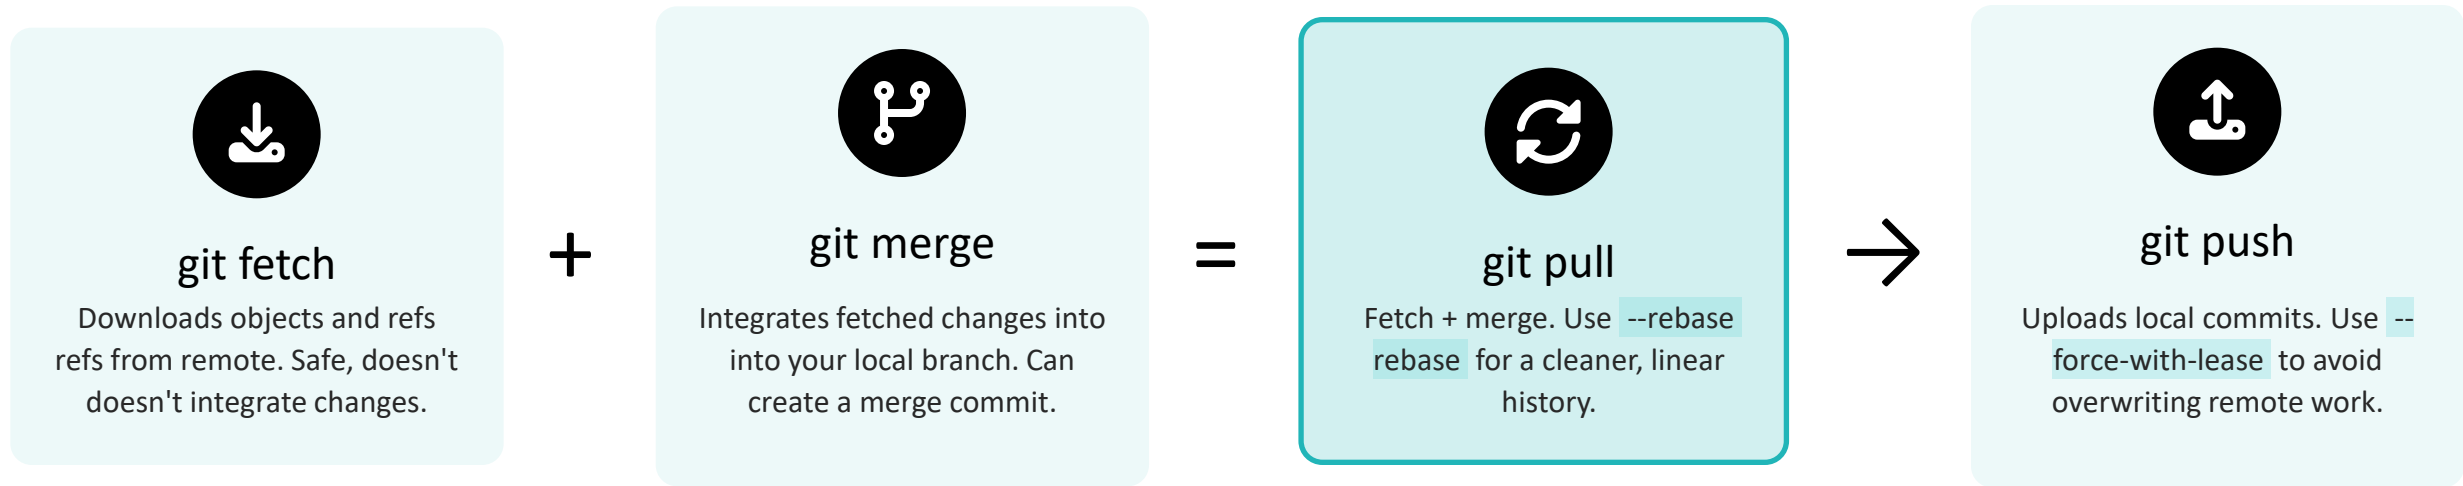 git fetch
Downloads objects and refs
refs from remote. Safe, doesn't
doesn't integrate changes.
+
git merge
Integrates fetched changes into
into your local branch. Can
create a merge commit.
=
git pull
Fetch + merge. Use --rebase
rebase for a cleaner, linear
history.
→
git push
Uploads local commits. Use --
force-with-lease to avoid
overwriting remote work.